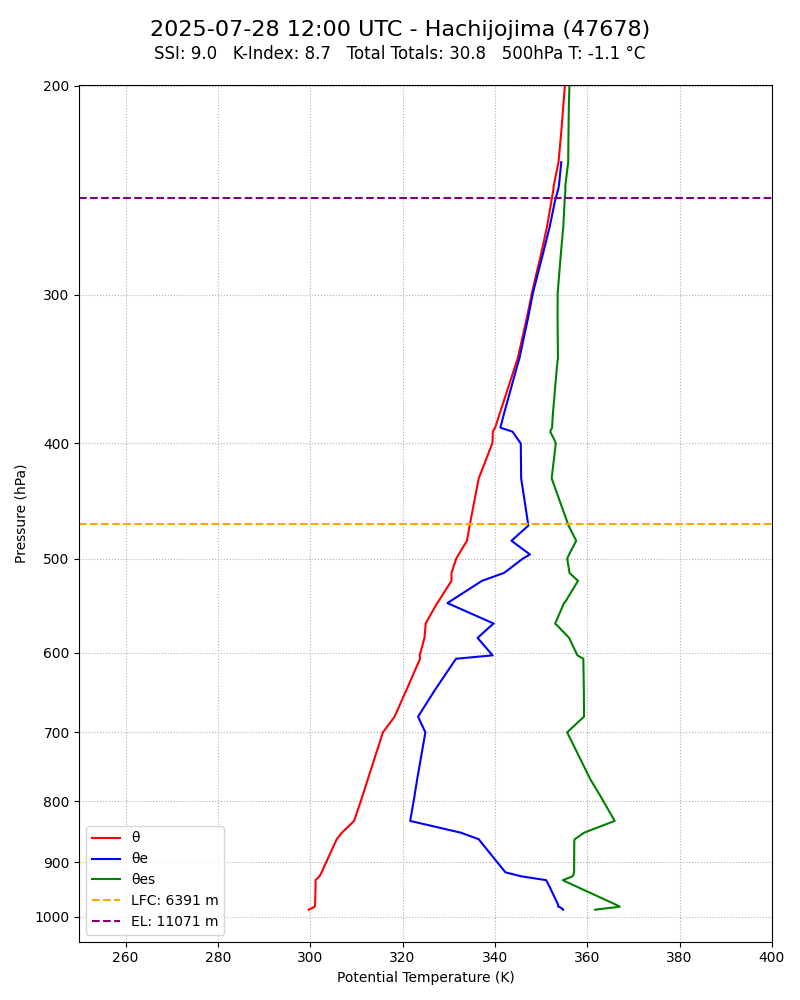 2025-07-28 12:00 UTC - Hachijojima (47678)
SSI: 9.0 K-Index: 8.7 Total Totals: 30.8 500hPa T: -1.1 °C
200
300
400
500
600
700
800
900
1000
Pressure (hPa)
θ
θe
θes
LFC: 6391 m
EL: 11071 m
260 280 300 320 340 360 380 400
Potential Temperature (K)